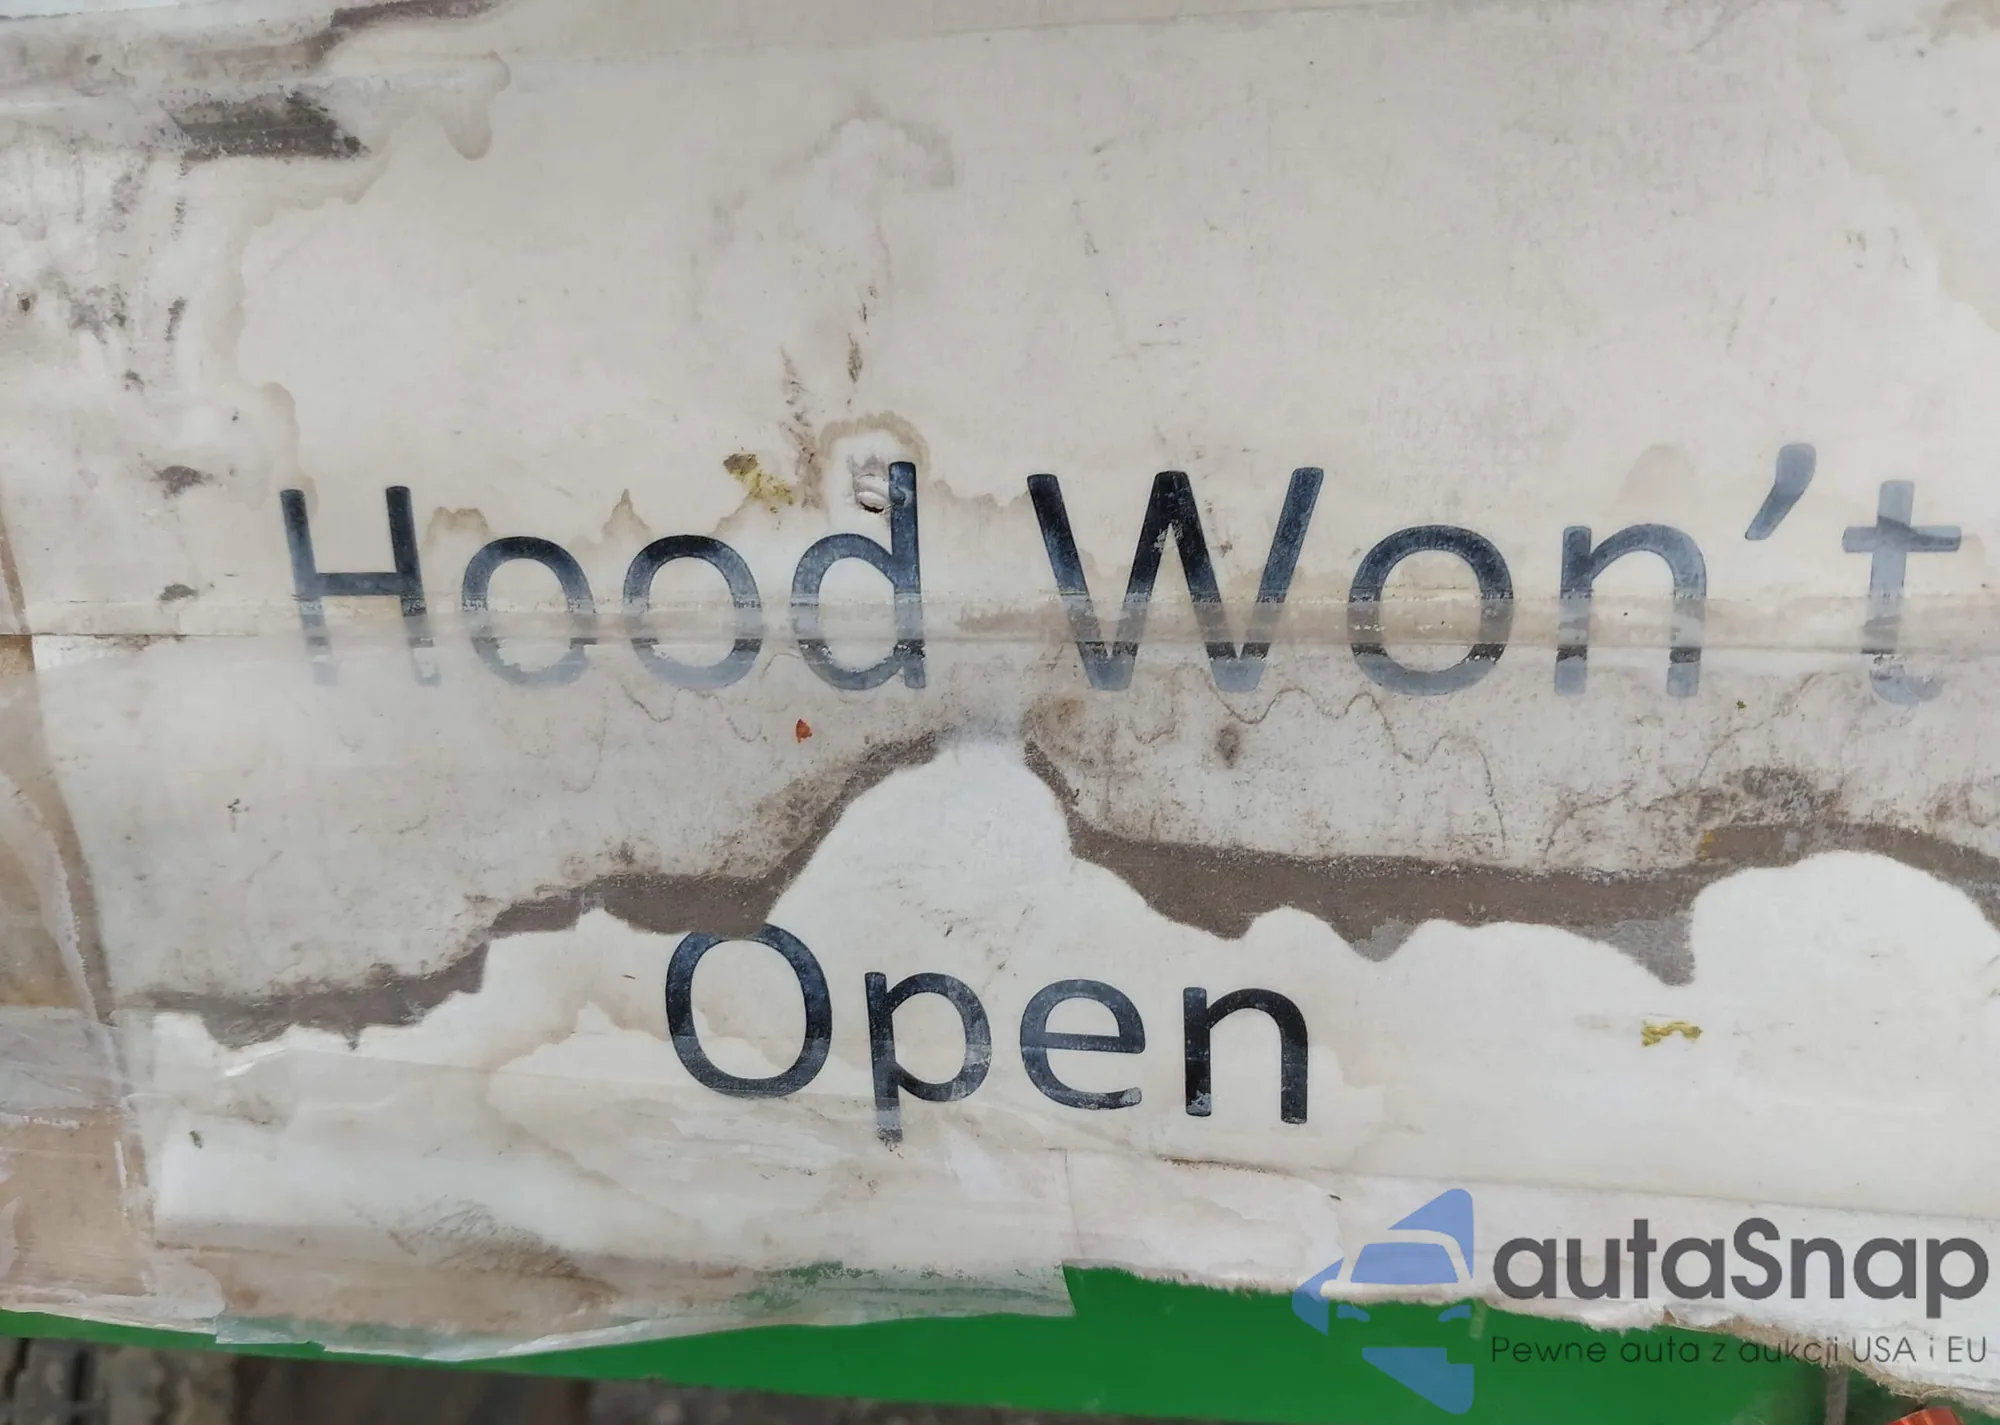 Hood Won’t
Open
autaSnap
Pewne auta z aukcji USA i EU